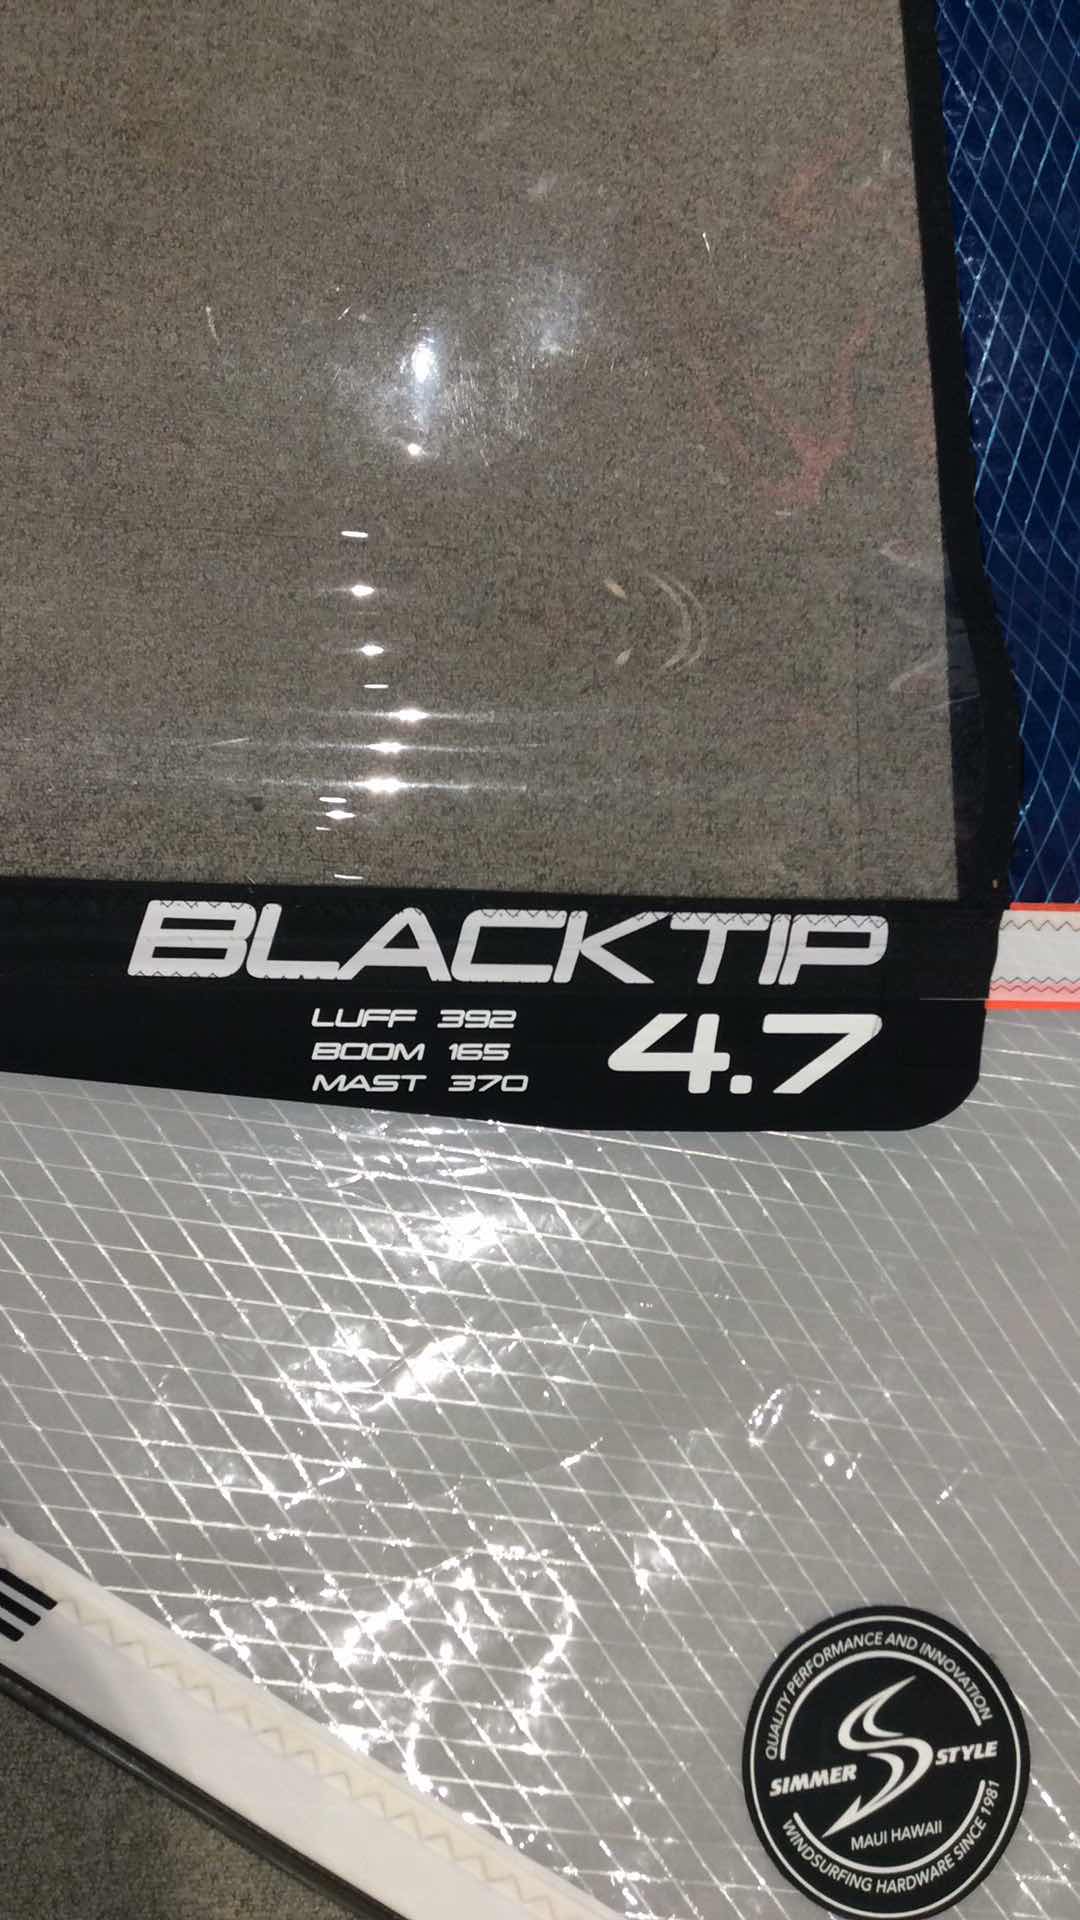 BLACKTIP
LUFF 392
BOOM 165
MAST 370
4.7
QUALITY PERFORMANCE AND INNOVATION
SIMMER STYLE
MAUI HAWAII
WINDSURFING HARDWARE SINCE 1981